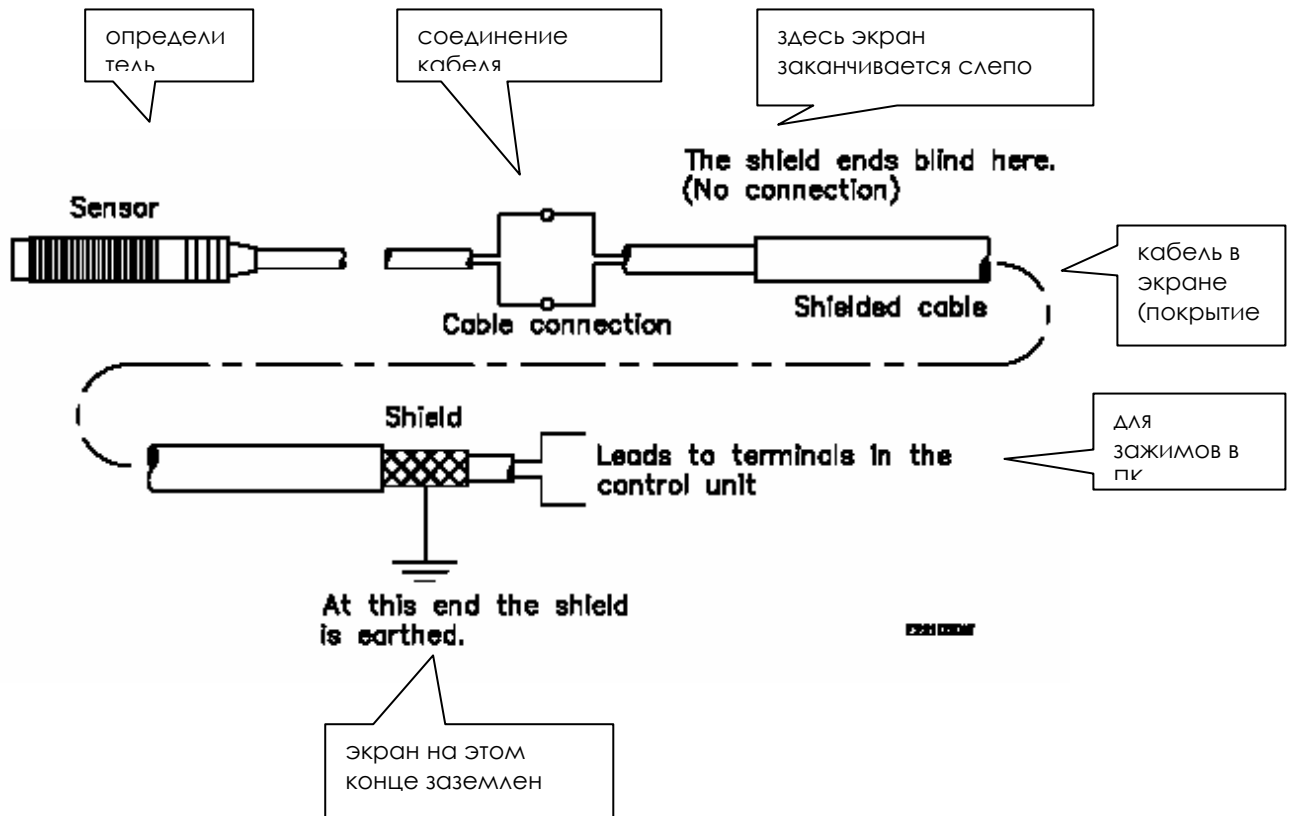 определи
тель
соединение
кабеля
здесь экран
заканчивается слепо
The shield ends blind here.
(No connection)
Sensor
кабель в
экране
(покрытие
Cable connection
Shielded cable
Shield
для
зажимов в
пк
Leads to terminals in the
control unit
At this end the shield
is earthed.
экран на этом
конце заземлен